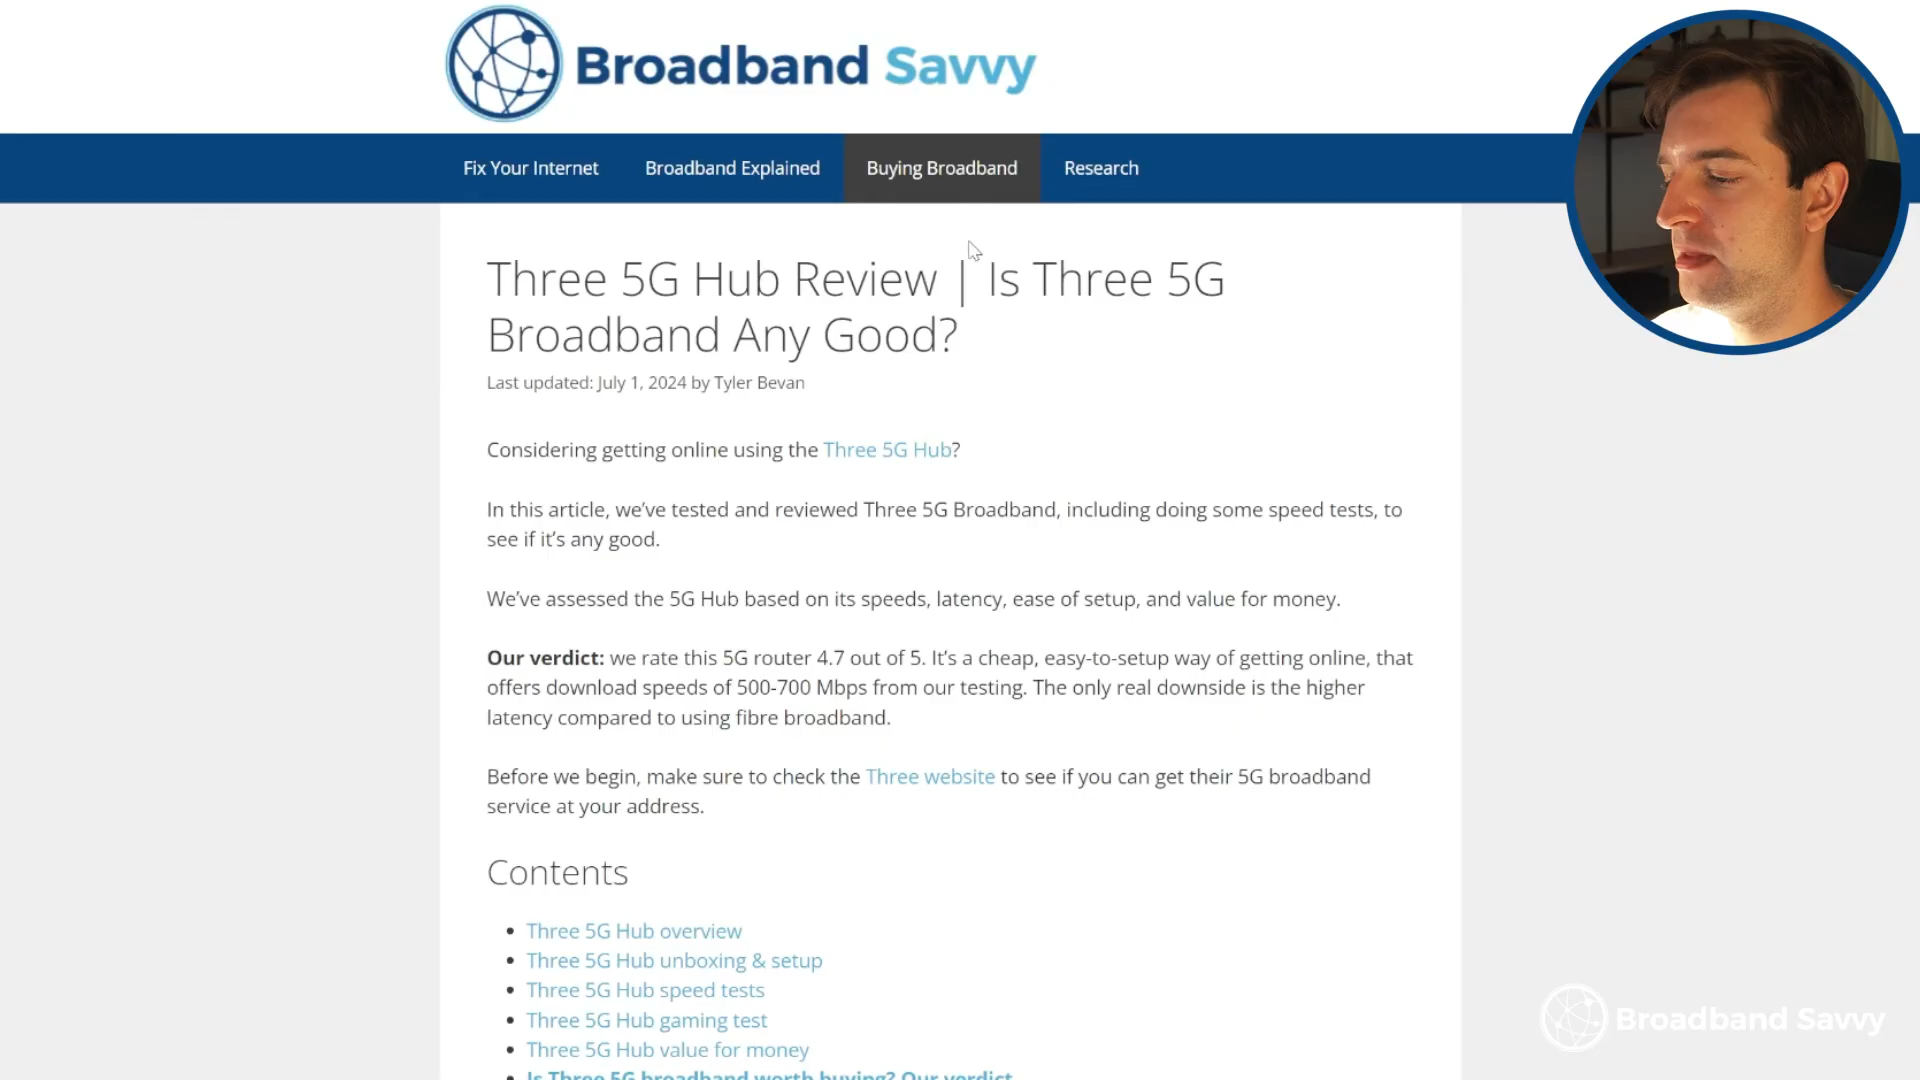 Broadband Savvy
Fix Your Internet
Broadband Explained
Buying Broadband
Research
Three 5G Hub Review | Is Three 5G
Broadband Any Good?
Last updated: July 1, 2024 by Tyler Bevan
Considering getting online using the Three 5G Hub?
In this article, we’ve tested and reviewed Three 5G Broadband, including doing some speed tests, to
see if it’s any good.
We’ve assessed the 5G Hub based on its speeds, latency, ease of setup, and value for money.
Our verdict: we rate this 5G router 4.7 out of 5. It’s a cheap, easy-to-setup way of getting online, that
offers download speeds of 500-700 Mbps from our testing. The only real downside is the higher
latency compared to using fibre broadband.
Before we begin, make sure to check the Three website to see if you can get their 5G broadband
service at your address.
Contents
• Three 5G Hub overview
• Three 5G Hub unboxing & setup
• Three 5G Hub speed tests
• Three 5G Hub gaming test
• Three 5G Hub value for money
• Is Three 5G broadband worth buying? Our verdict
Broadband Savvy